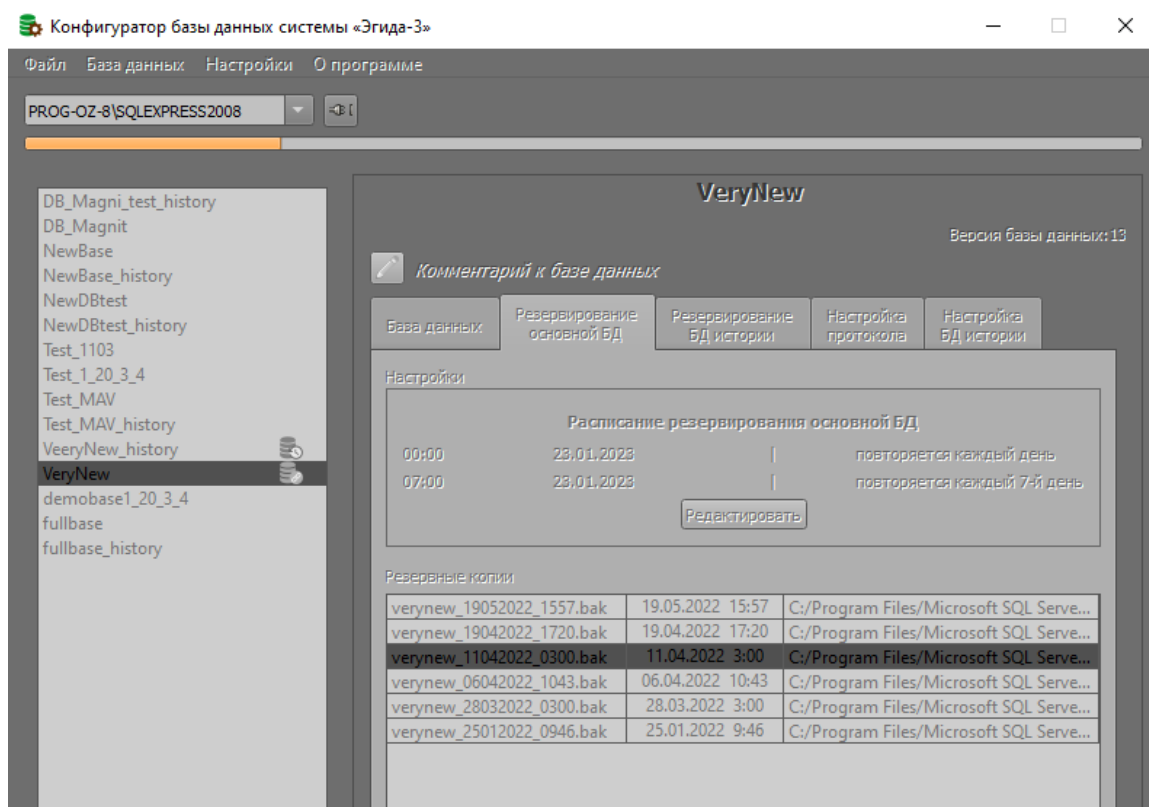 Конфигуратор базы данных системы «Эгида-3»
Файл База данных Настройки О программе
PROG-OZ-8\SQLEXPRESS2008
DB_Magni_test_history
DB_Magnit
NewBase
NewBase_history
NewDBtest
NewDBtest_history
Test_1103
Test_1_20_3_4
Test_MAV
Test_MAV_history
VeeryNew_history
VeryNew
demobase1_20_3_4
fullbase
fullbase_history
VeryNew
Версия базы данных: 13
Комментарий к базе данных
База данных
Резервирование
основной БД
Резервирование
БД истории
Настройка
протокола
Настройка
БД истории
Настройки
Расписание резервирования основной БД
00:00 23.01.2023 | повторяется каждый день
07:00 23.01.2023 | повторяется каждый 7-й день
Редактировать
Резервные копии
verynew_19052022_1557.bak 19.05.2022 15:57 C:/Program Files/Microsoft SQL Serve...
verynew_19042022_1720.bak 19.04.2022 17:20 C:/Program Files/Microsoft SQL Serve...
verynew_11042022_0300.bak 11.04.2022 3:00 C:/Program Files/Microsoft SQL Serve...
verynew_06042022_1043.bak 06.04.2022 10:43 C:/Program Files/Microsoft SQL Serve...
verynew_28032022_0300.bak 28.03.2022 3:00 C:/Program Files/Microsoft SQL Serve...
verynew_25012022_0946.bak 25.01.2022 9:46 C:/Program Files/Microsoft SQL Serve...